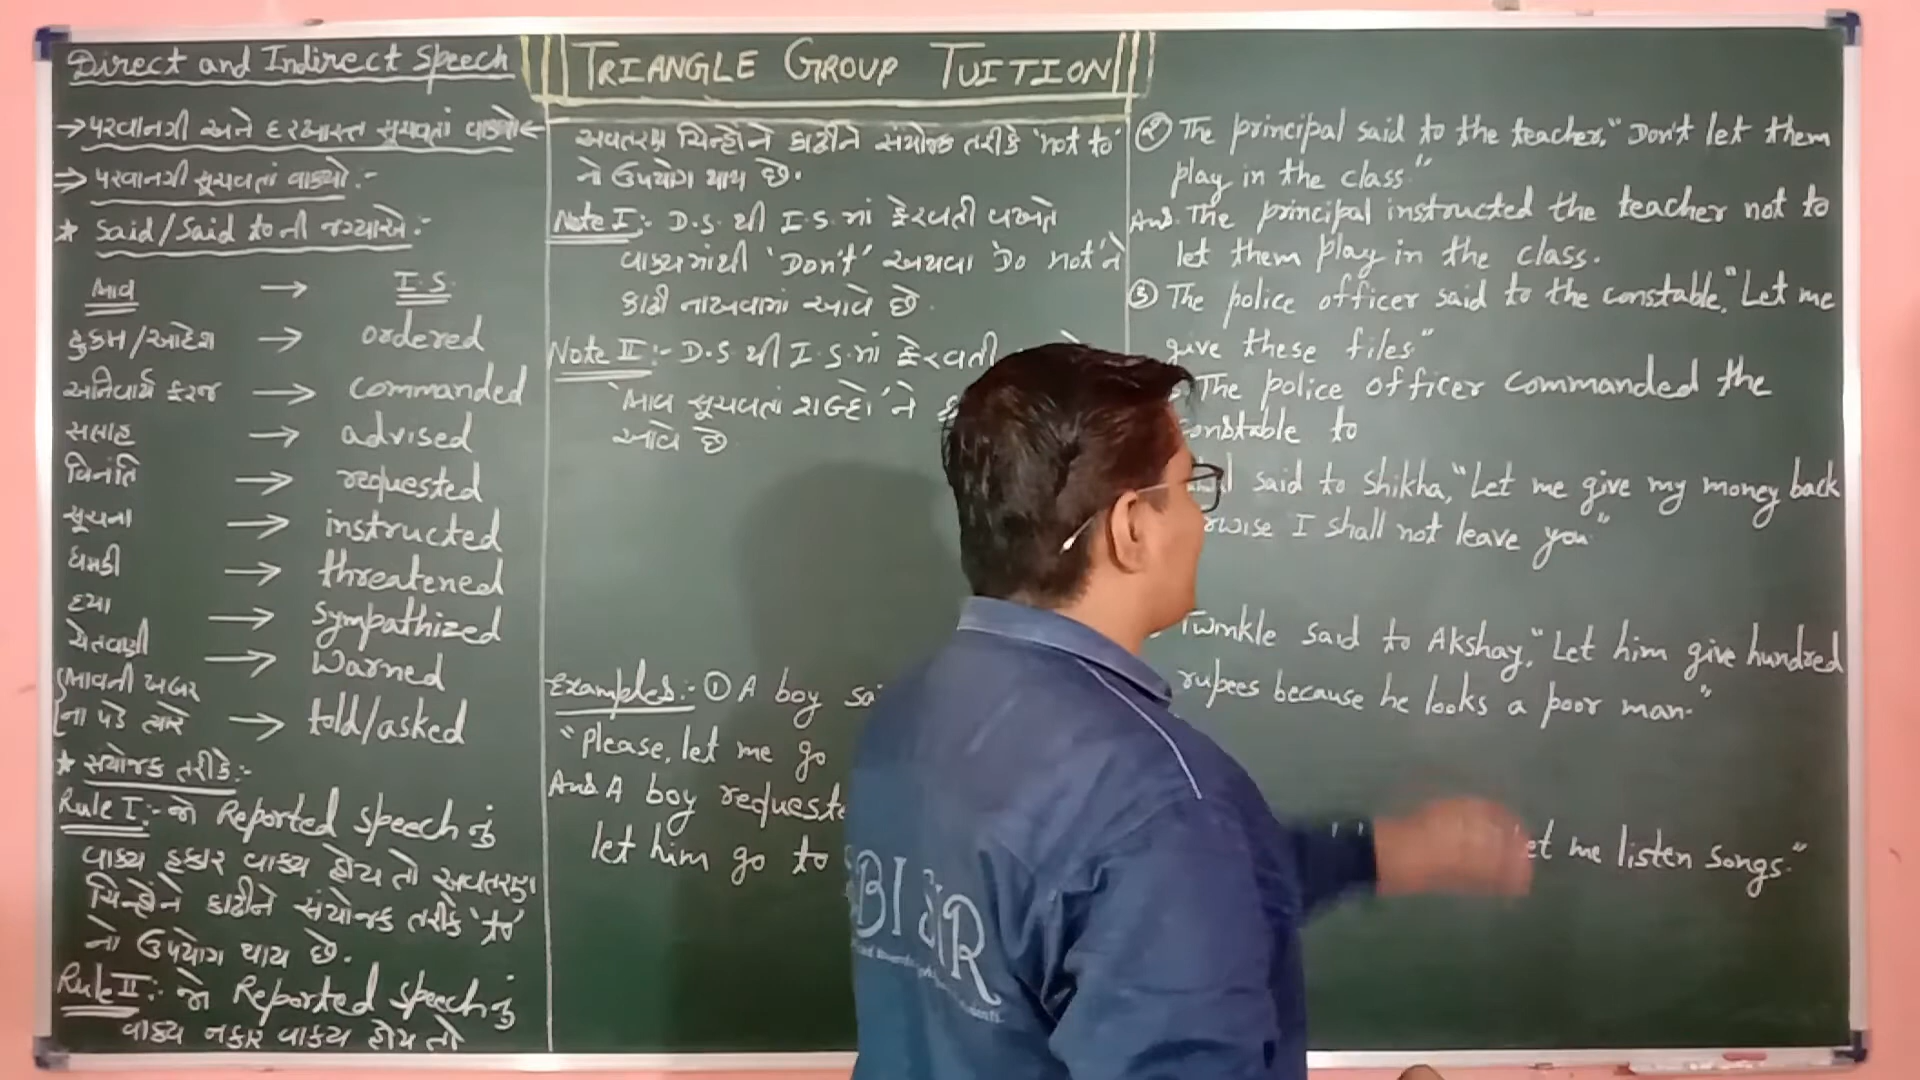 Direct and Indirect Speech
→ પરવાનગી અને દરખાસ્ત સૂચવતાં વાક્યો ←
⇒ પરવાનગી સૂચવતાં વાક્યો :-
* Said/Said to ની જગ્યાએ :-
ભાવ → I.S.
હુકમ/આદેશ → ordered
અનિવાર્ય ફરજ → commanded
સલાહ → advised
વિનંતિ → requested
સૂચના → instructed
ધમકી → threatened
દયા → sympathized
ચેતવણી → warned
ભાવની ખબર
ના પડે ત્યારે → told/asked
* સંયોજક તરીકે :-
Rule I :- જો Reported Speech નું
વાક્ય હકાર વાક્ય હોય તો અવતરણ
ચિન્હોને કાઢીને સંયોજક તરીકે 'to'
નો ઉપયોગ થાય છે.
Rule II :- જો Reported Speech નું
વાક્ય નકાર વાક્ય હોય તો
TRIANGLE GROUP TUITION
અવતરણ ચિન્હોને કાઢીને સંયોજક તરીકે 'not to'
નો ઉપયોગ થાય છે.
Note I :- D.S. થી I.S. માં ફેરવતી વખતે
વાક્યમાંથી 'Don't' અથવા 'Do not' ને
કાઢી નાખવામાં આવે છે.
Note II :- D.S થી I.S. માં ફેરવતી
'ભાવ સૂચવતાં શબ્દો' ને
આવે છે
Examples :- ① A boy
"Please, let me go
Ans A boy
let him go to
② The principal said to the teacher, "Don't let them
play in the class."
Ans. The principal instructed the teacher not to
let them play in the class.
③ The police officer said to the constable, "Let me
give these files"
The police officer commanded the
constable to
said to Shikha, "Let me give my money back
I shall not leave you"
Twinkle said to Akshay, "Let him give hundred
rupees because he looks a poor man."
me listen songs."